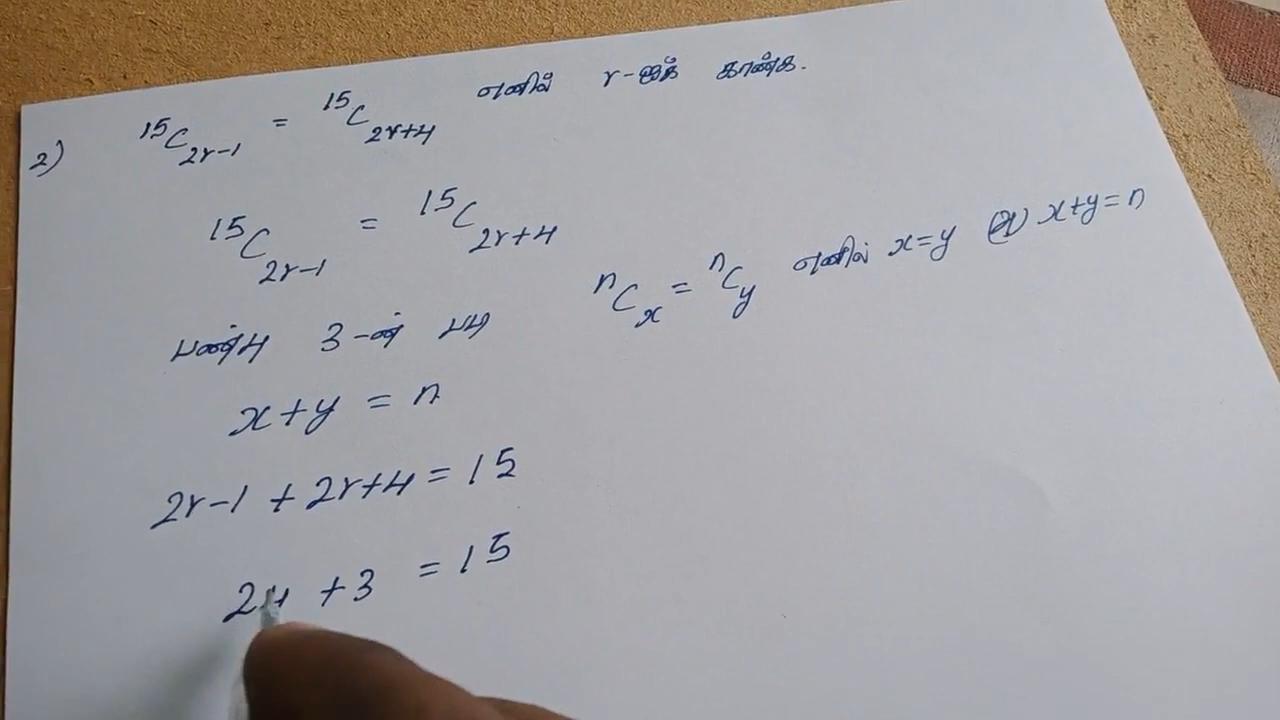 2) ¹⁵C₂ᵣ₋₁ = ¹⁵C₂ᵣ₊₄ எனில் r-ஐக் காண்க.
¹⁵C₂ᵣ₋₁ = ¹⁵C₂ᵣ₊₄
ⁿCₓ = ⁿCᵧ எனில் x=y (அ) x+y=n
பண்பு 3-ன் படி
x+y = n
2r-1 + 2r+4 = 15
+3 = 15